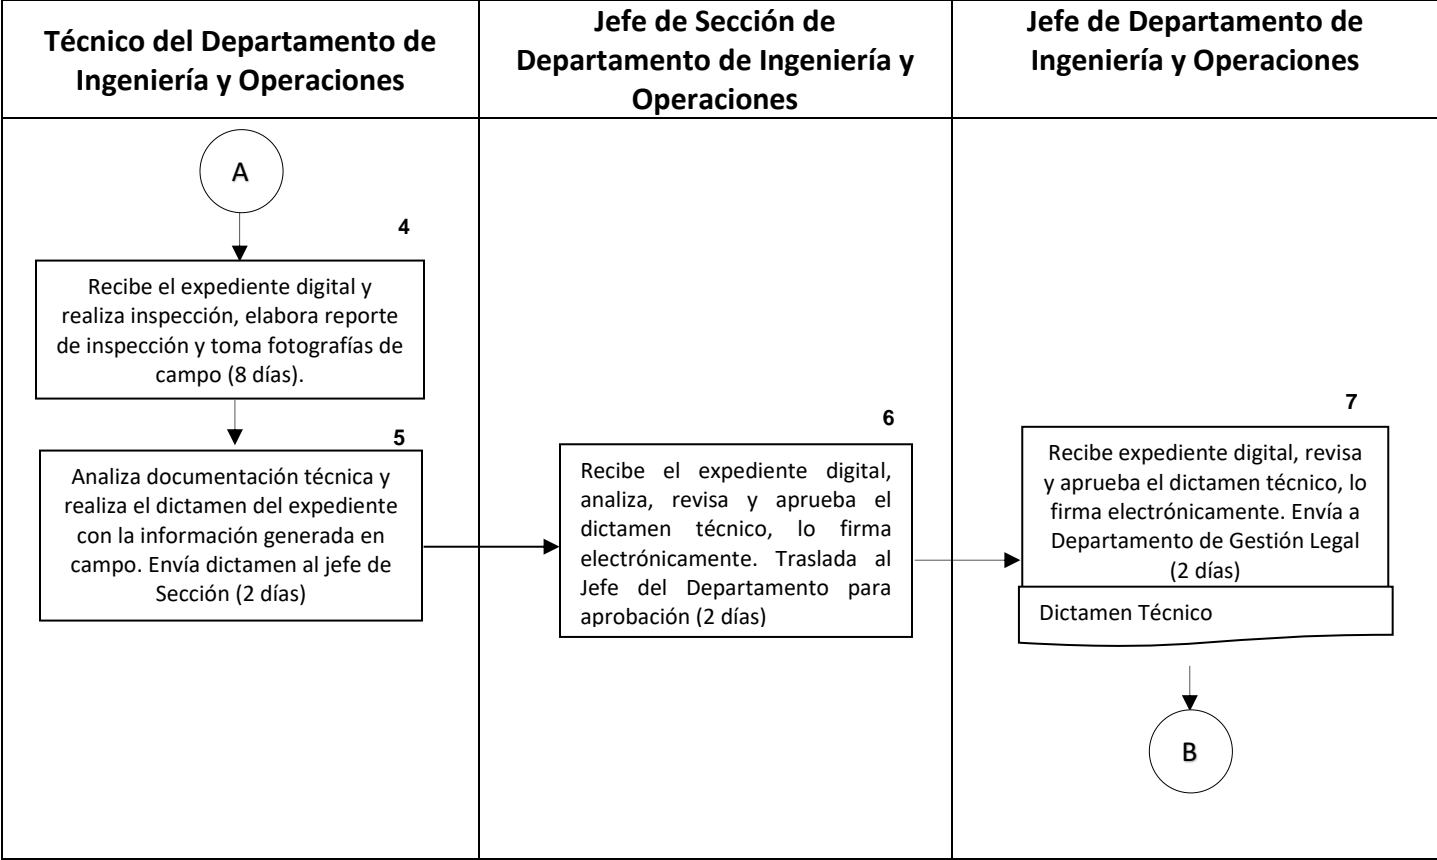 Técnico del Departamento de
Ingeniería y Operaciones
Jefe de Sección de
Departamento de Ingeniería y
Operaciones
Jefe de Departamento de
Ingeniería y Operaciones
A
4
Recibe el expediente digital y
realiza inspección, elabora reporte
de inspección y toma fotografías de
campo (8 días).
5
Analiza documentación técnica y
realiza el dictamen del expediente
con la información generada en
campo. Envía dictamen al jefe de
Sección (2 días)
6
Recibe el expediente digital,
analiza, revisa y aprueba el
dictamen técnico, lo firma
electrónicamente. Traslada al
Jefe del Departamento para
aprobación (2 días)
7
Recibe expediente digital, revisa
y aprueba el dictamen técnico, lo
firma electrónicamente. Envía a
Departamento de Gestión Legal
(2 días)
Dictamen Técnico
B